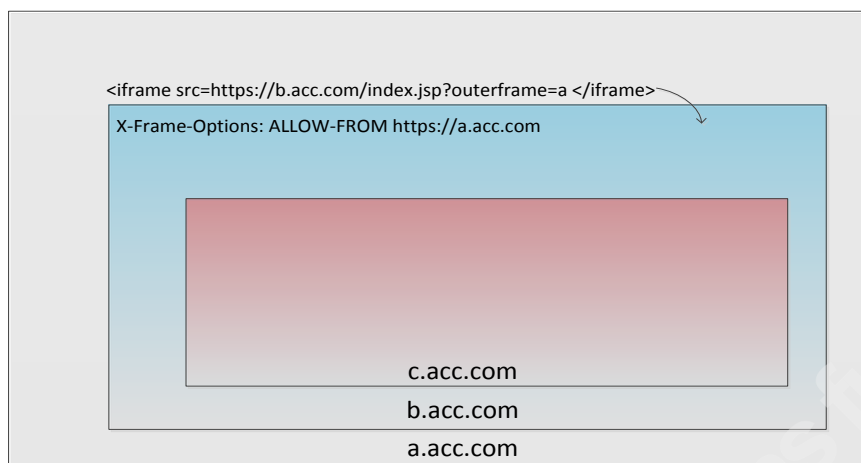 <iframe src=https://b.acc.com/index.jsp?outerframe=a </iframe>
X-Frame-Options: ALLOW-FROM https://a.acc.com
c.acc.com
b.acc.com
a.acc.com